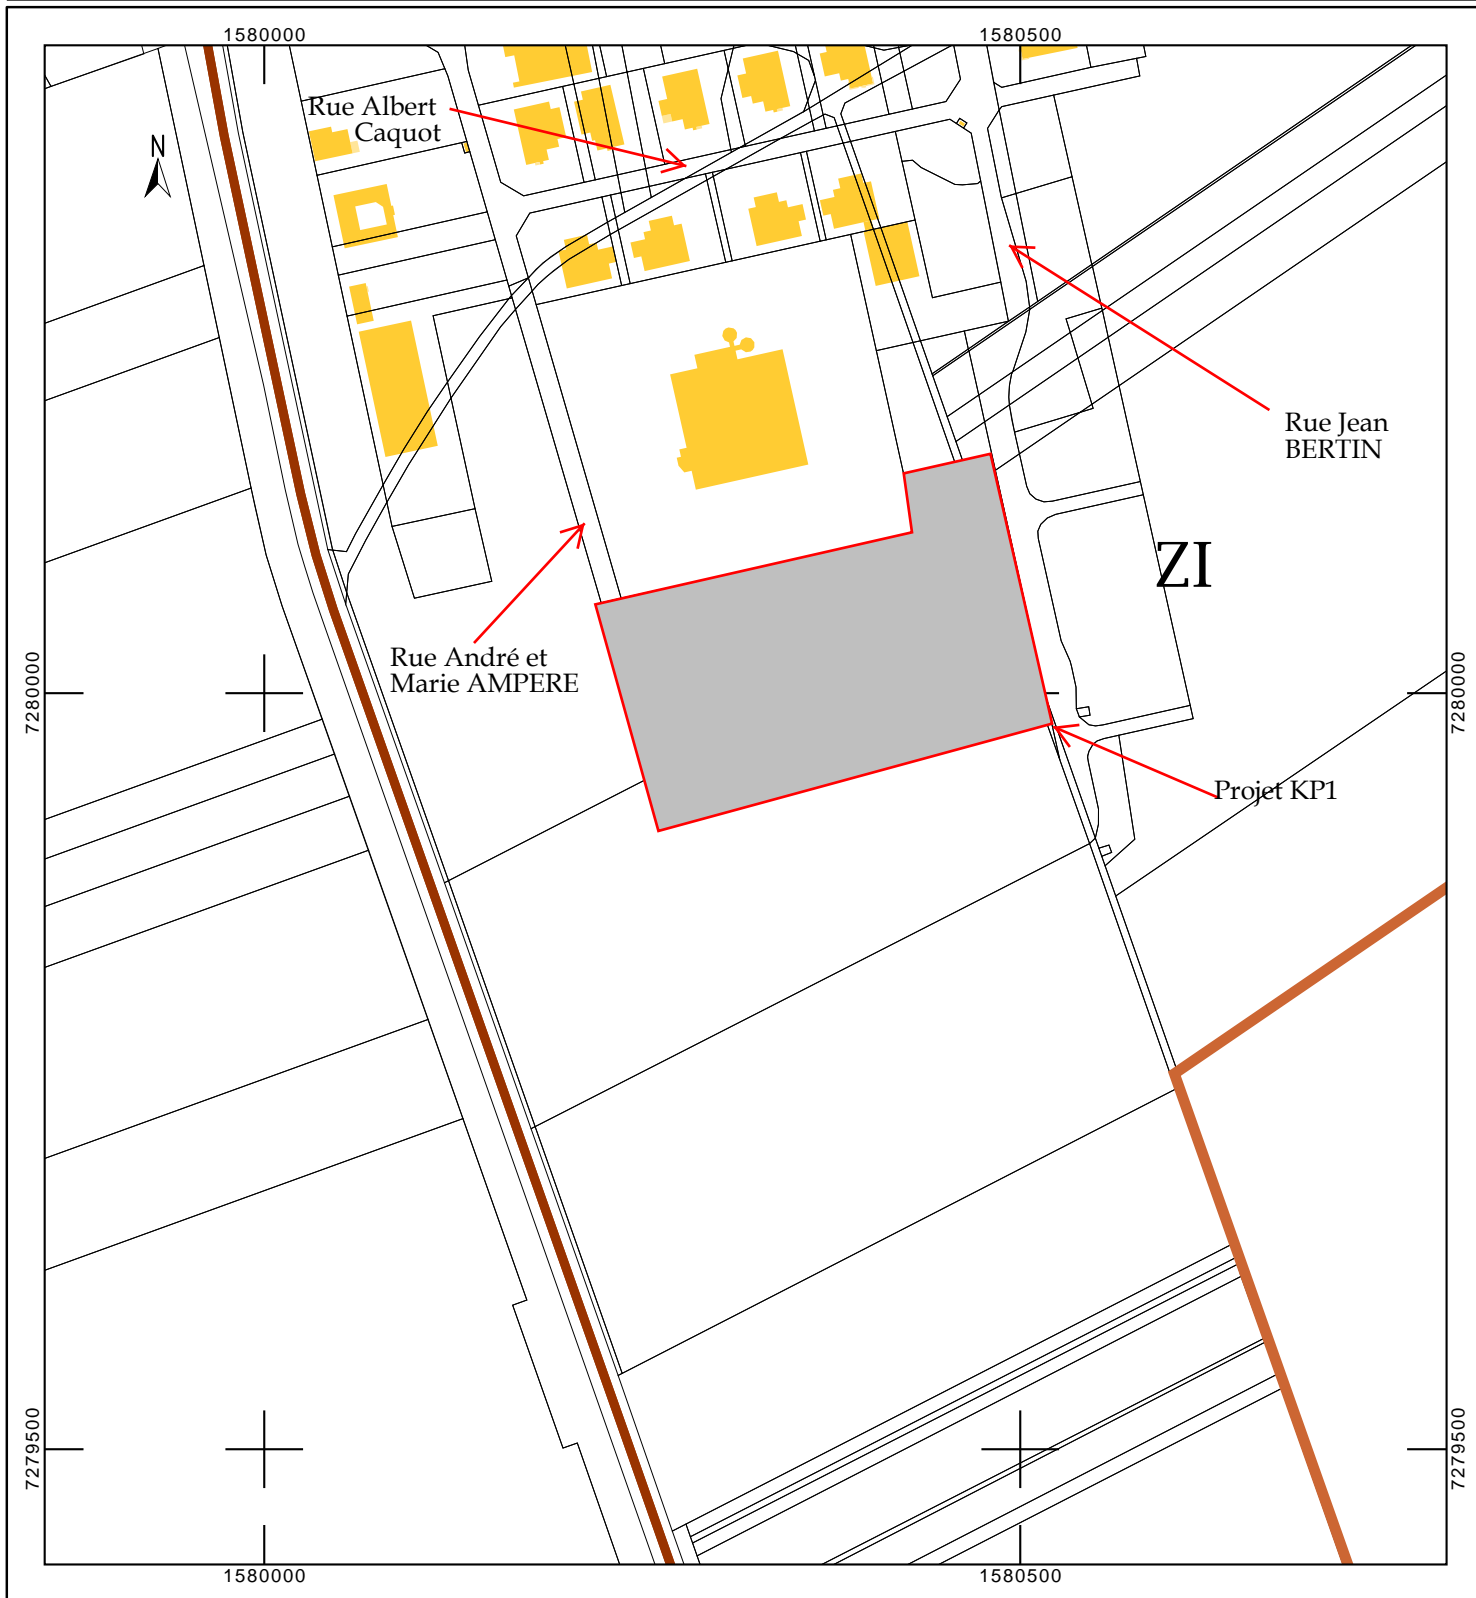 1580000
1580500
Rue Albert
Caquot
N
Rue Jean
BERTIN
ZI
Rue André et
Marie AMPERE
7280000
7280000
Projet KP1
7279500
7279500
1580000
1580500